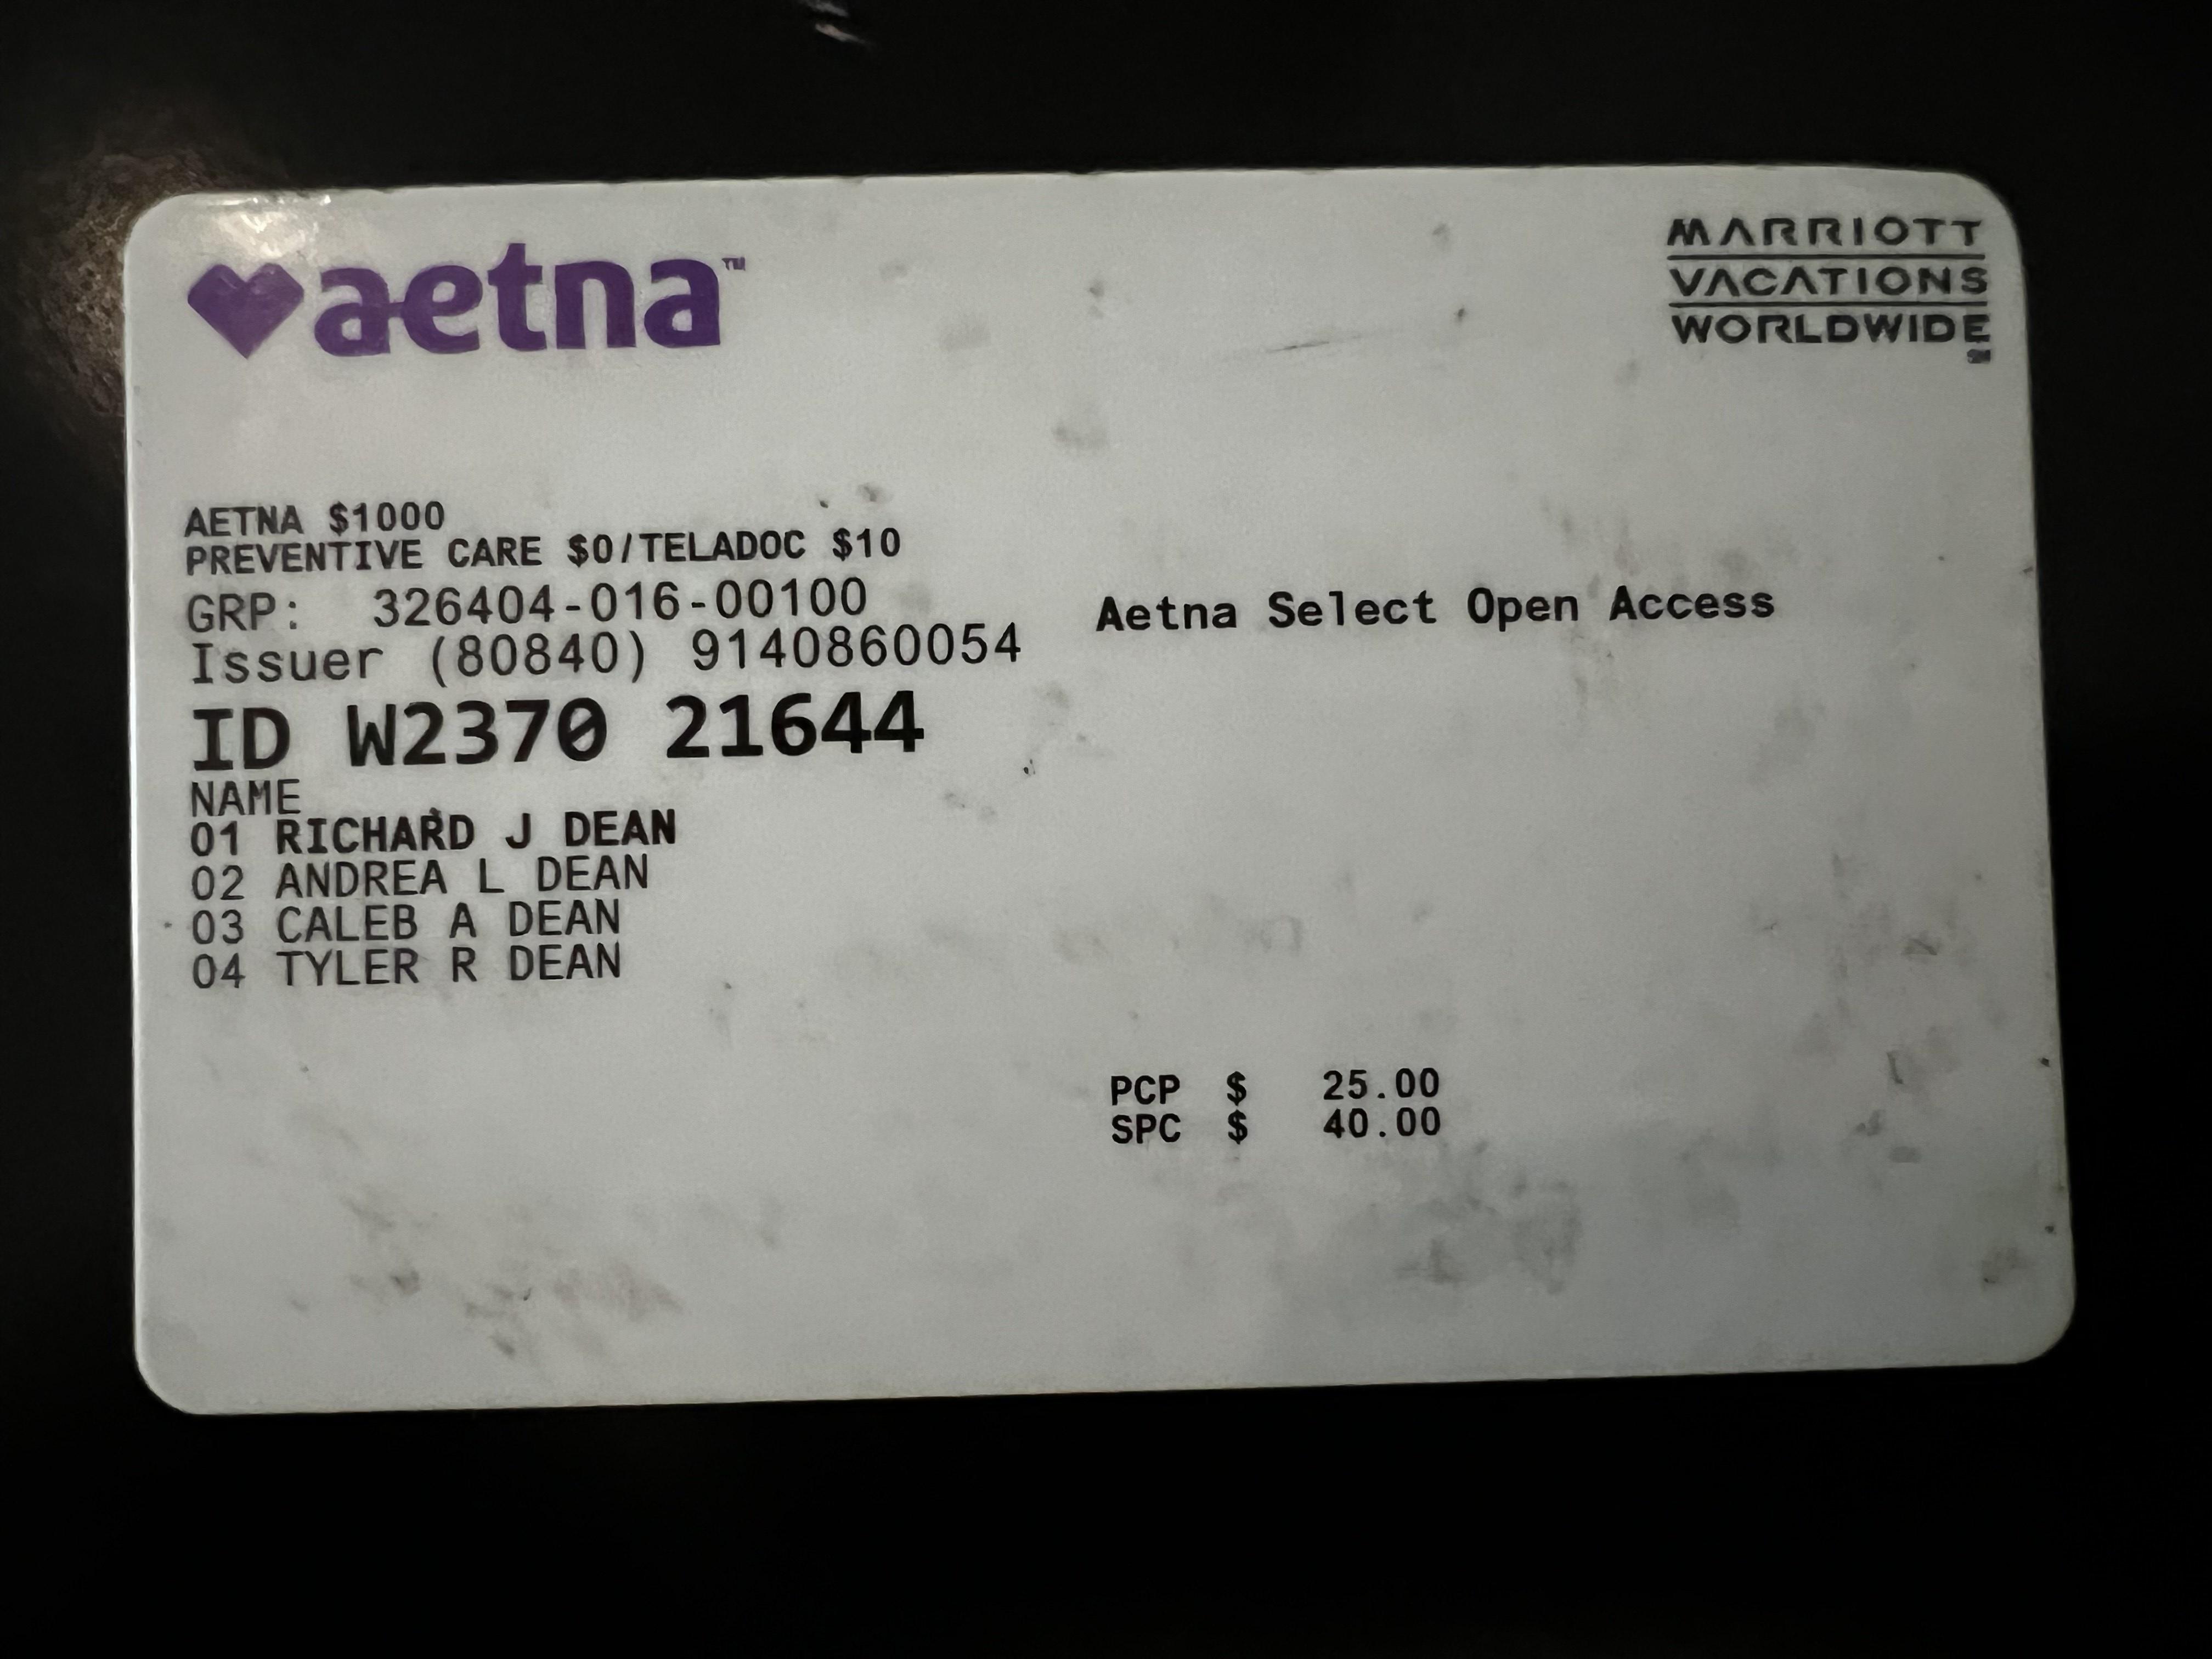 aetna™
MARRIOTT
VACATIONS
WORLDWIDE
SM
AETNA $1000
PREVENTIVE CARE $0/TELADOC $10
GRP: 326404-016-00100
Aetna Select Open Access
Issuer (80840) 9140860054
ID W2370 21644
NAME
01 RICHARD J DEAN
02 ANDREA L DEAN
03 CALEB A DEAN
04 TYLER R DEAN
PCP $ 25.00
SPC $ 40.00